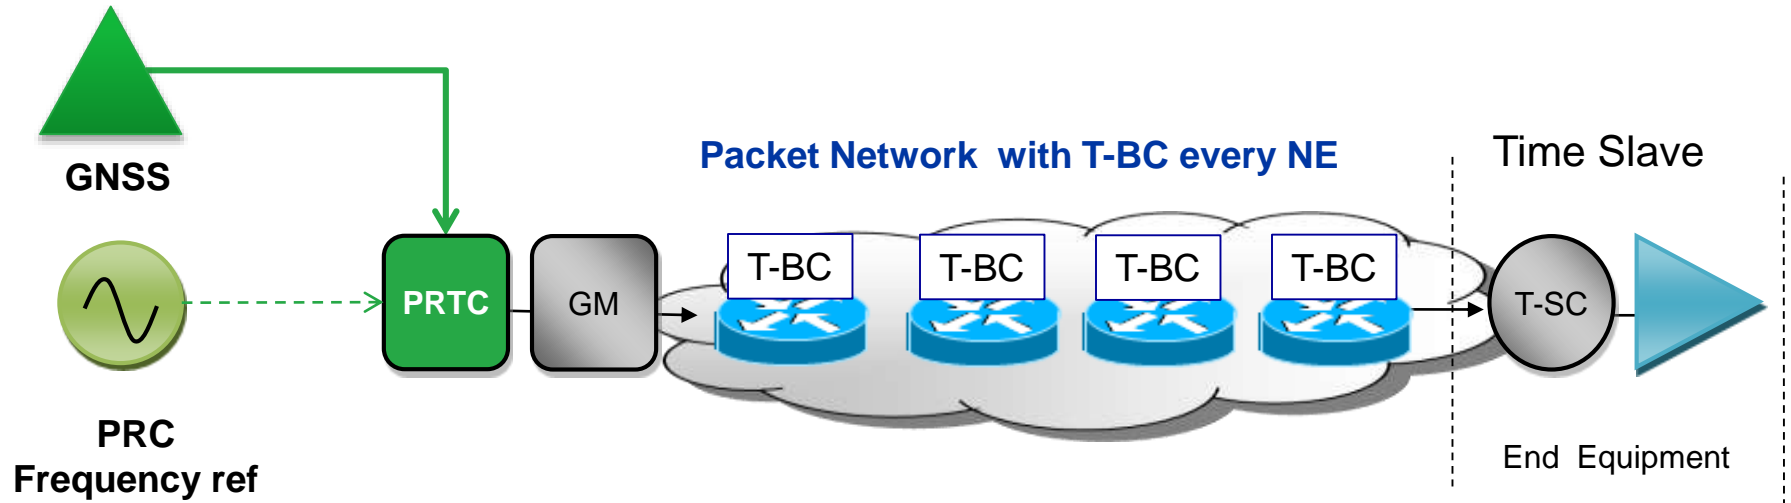 GNSS
PRC
Frequency ref
PRTC
GM
Packet Network  with T-BC every NE
T-BC
T-BC
T-BC
T-BC
Time Slave
T-SC
End  Equipment